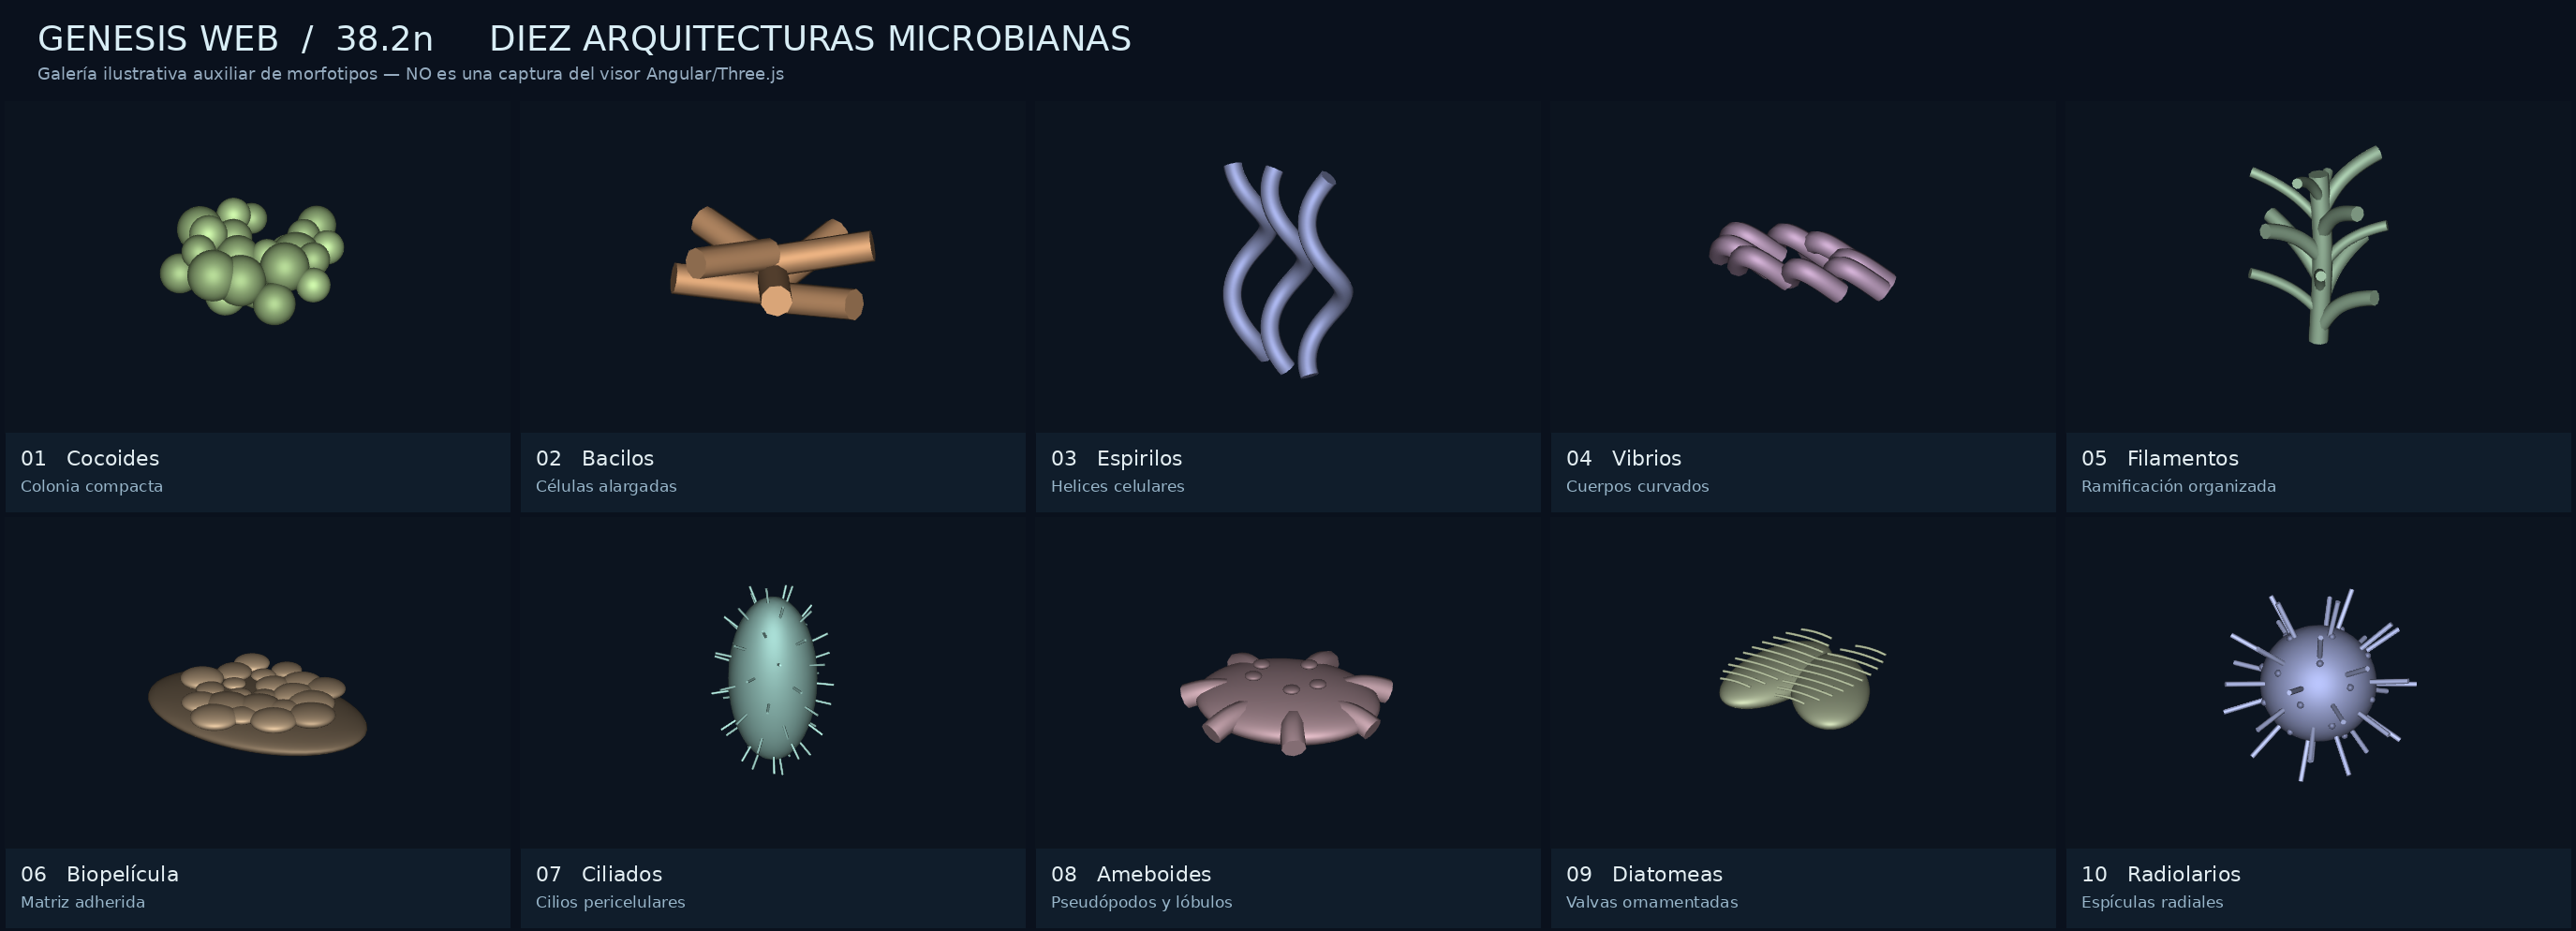 GENESIS WEB / 38.2n DIEZ ARQUITECTURAS MICROBIANAS
Galería ilustrativa auxiliar de morfotipos — NO es una captura del visor Angular/Three.js
01 Cocoides
Colonia compacta
02 Bacilos
Células alargadas
03 Espirilos
Helices celulares
04 Vibrios
Cuerpos curvados
05 Filamentos
Ramificación organizada
06 Biopelícula
Matriz adherida
07 Ciliados
Cilios pericelulares
08 Ameboides
Pseudópodos y lóbulos
09 Diatomeas
Valvas ornamentadas
10 Radiolarios
Espículas radiales